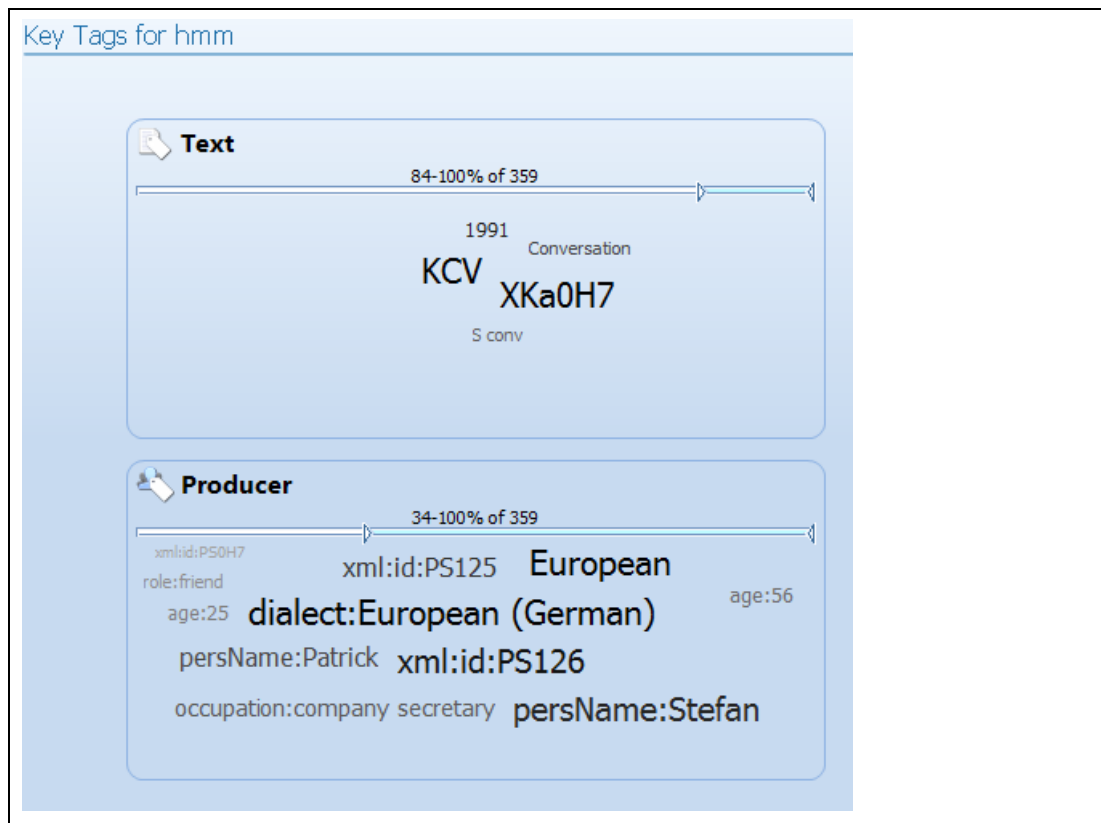 Key Tags for hmm
Text
84-100% of 359
1991
Conversation
KCV
XKa0H7
S conv
Producer
34-100% of 359
xml:id:PS0H7
xml:id:PS125 European
role:friend
age:56
age:25 dialect:European (German)
persName:Patrick xml:id:PS126
occupation:company secretary persName:Stefan